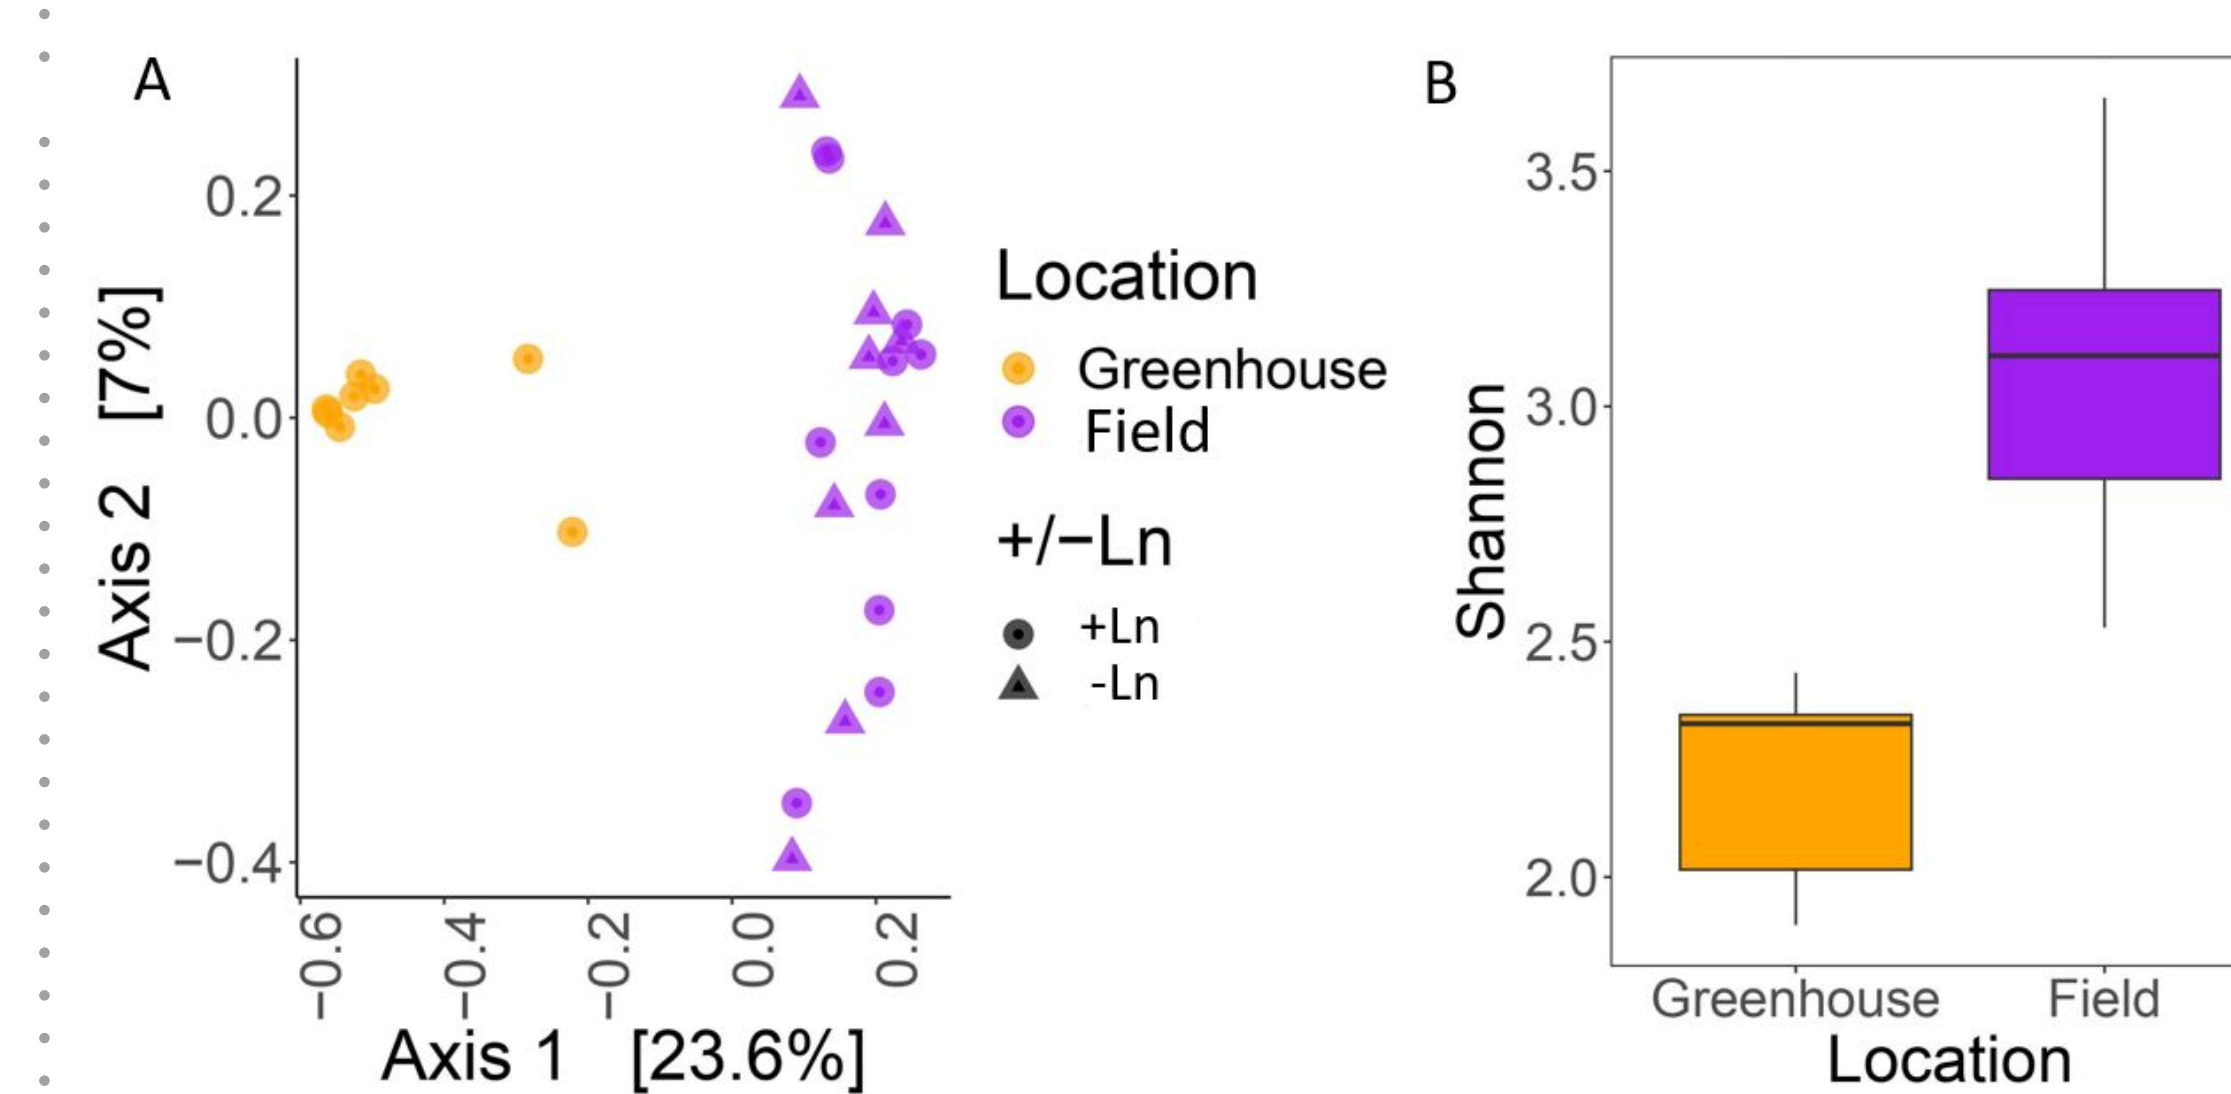 A
0.2
0.0
−0.2
−0.4
Axis 2 [7%]
−0.6
−0.4
−0.2
0.0
0.2
Axis 1 [23.6%]
Location
Greenhouse
Field
+/−Ln
+Ln
-Ln
B
3.5
3.0
2.5
2.0
Shannon
Greenhouse
Field
Location